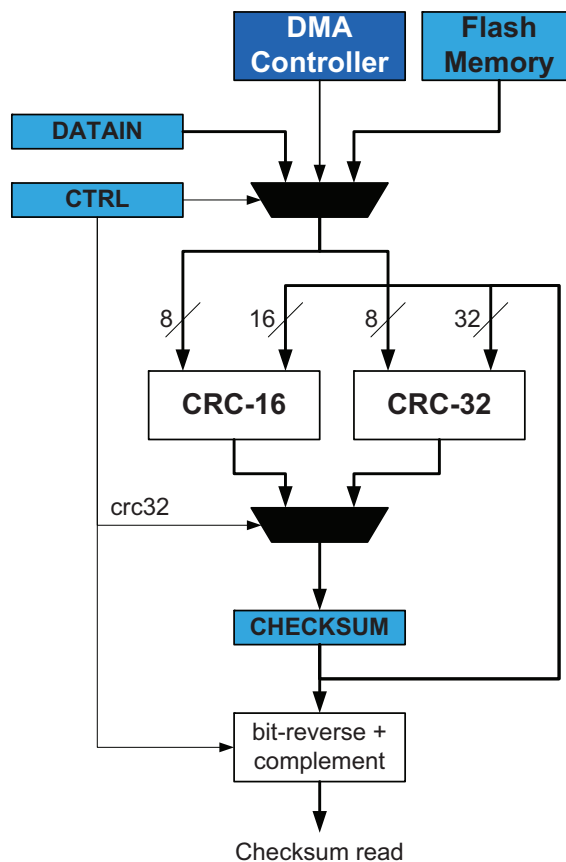 DMA
Controller
Flash
Memory
DATAIN
CTRL
8
16
8
32
CRC-16
CRC-32
crc32
CHECKSUM
bit-reverse +
complement
Checksum read